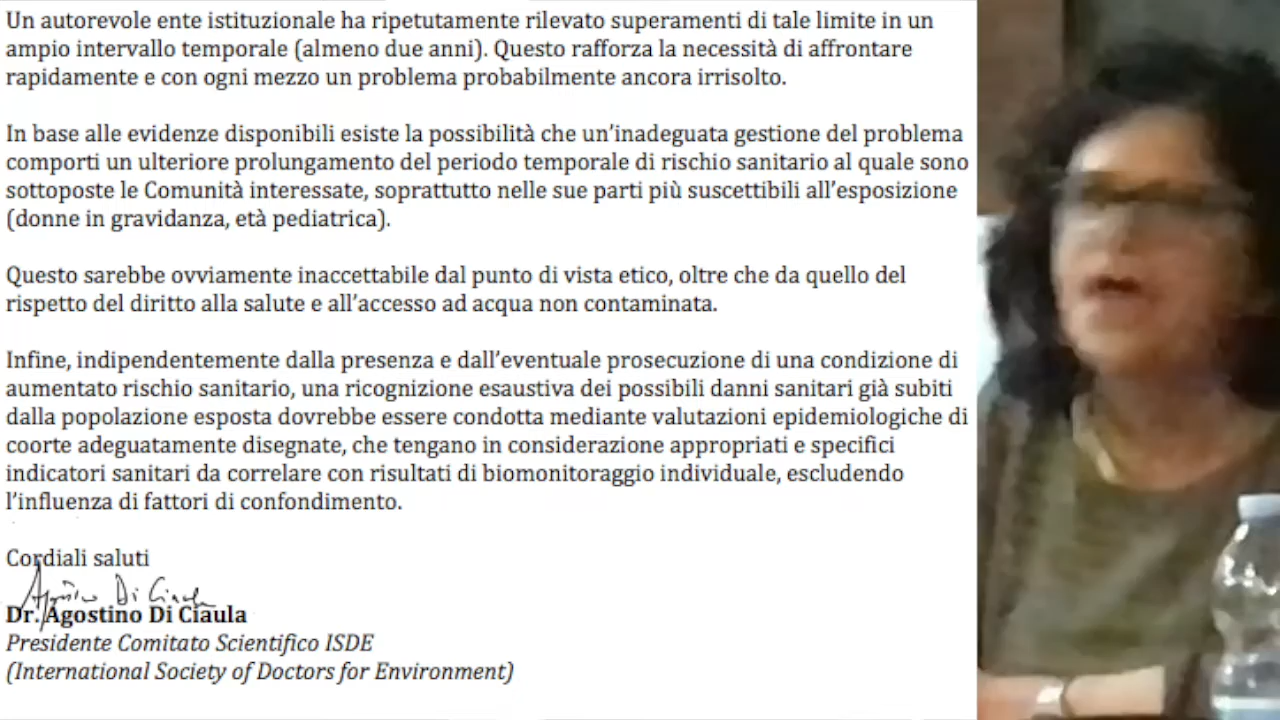 Un autorevole ente istituzionale ha ripetutamente rilevato superamenti di tale limite in un
ampio intervallo temporale (almeno due anni). Questo rafforza la necessità di affrontare
rapidamente e con ogni mezzo un problema probabilmente ancora irrisolto.
In base alle evidenze disponibili esiste la possibilità che un'inadeguata gestione del problema
comporti un ulteriore prolungamento del periodo temporale di rischio sanitario al quale sono
sottoposte le Comunità interessate, soprattutto nelle sue parti più suscettibili all'esposizione
(donne in gravidanza, età pediatrica).
Questo sarebbe ovviamente inaccettabile dal punto di vista etico, oltre che da quello del
rispetto del diritto alla salute e all'accesso ad acqua non contaminata.
Infine, indipendentemente dalla presenza e dall'eventuale prosecuzione di una condizione di
aumentato rischio sanitario, una ricognizione esaustiva dei possibili danni sanitari già subiti
dalla popolazione esposta dovrebbe essere condotta mediante valutazioni epidemiologiche di
coorte adeguatamente disegnate, che tengano in considerazione appropriati e specifici
indicatori sanitari da correlare con risultati di biomonitoraggio individuale, escludendo
l'influenza di fattori di confondimento.
Cordiali saluti
Agostino Di Ciaula
Dr. Agostino Di Ciaula
Presidente Comitato Scientifico ISDE
(International Society of Doctors for Environment)